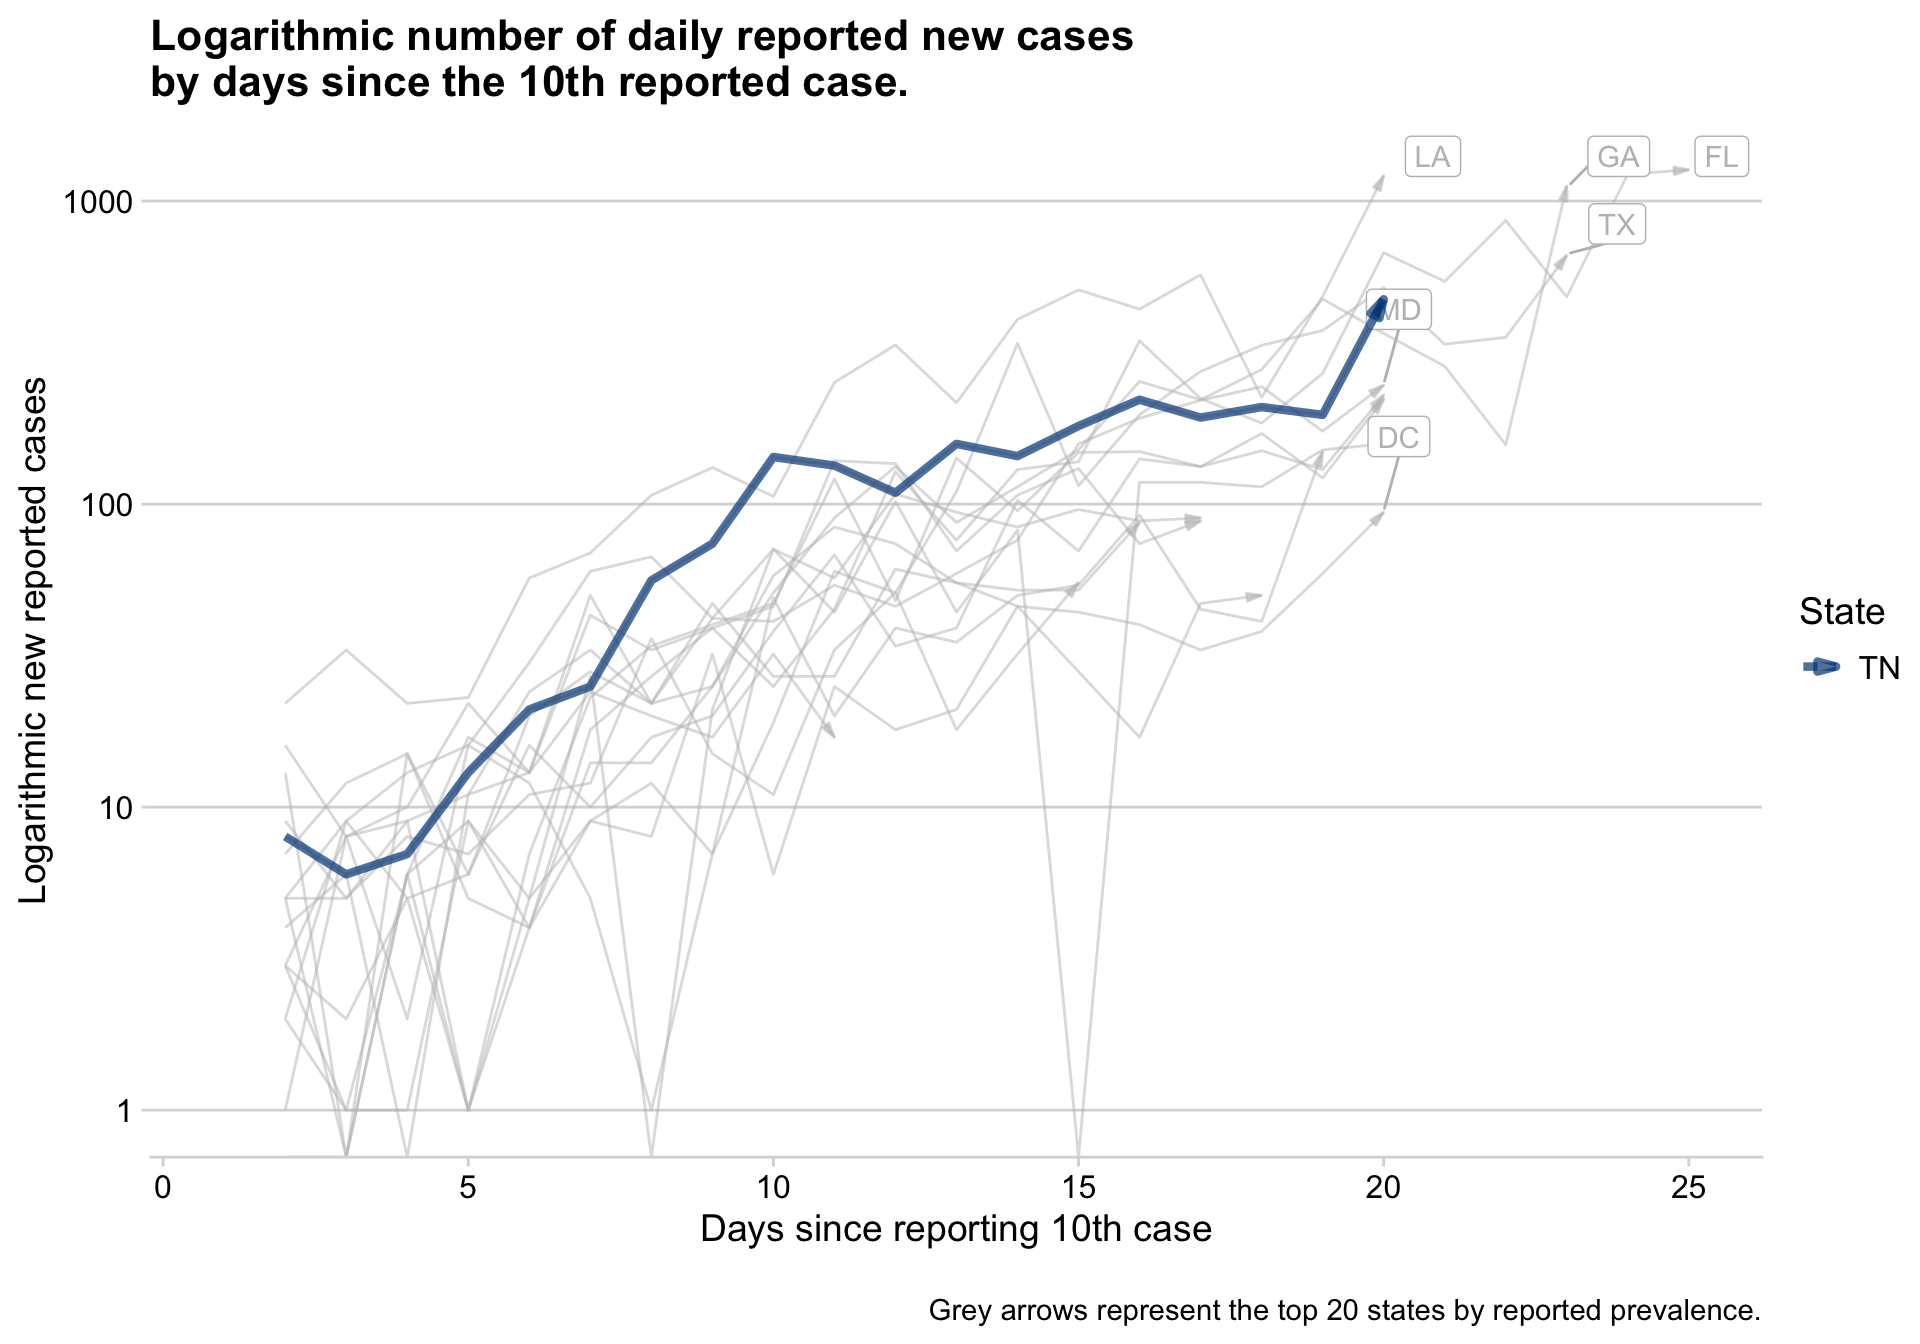 Logarithmic number of daily reported new cases
by days since the 10th reported case.
LA
GA
FL
TX
MD
DC
1000
100
10
1
Logarithmic new reported cases
0
5
10
15
20
25
Days since reporting 10th case
State
TN
Grey arrows represent the top 20 states by reported prevalence.